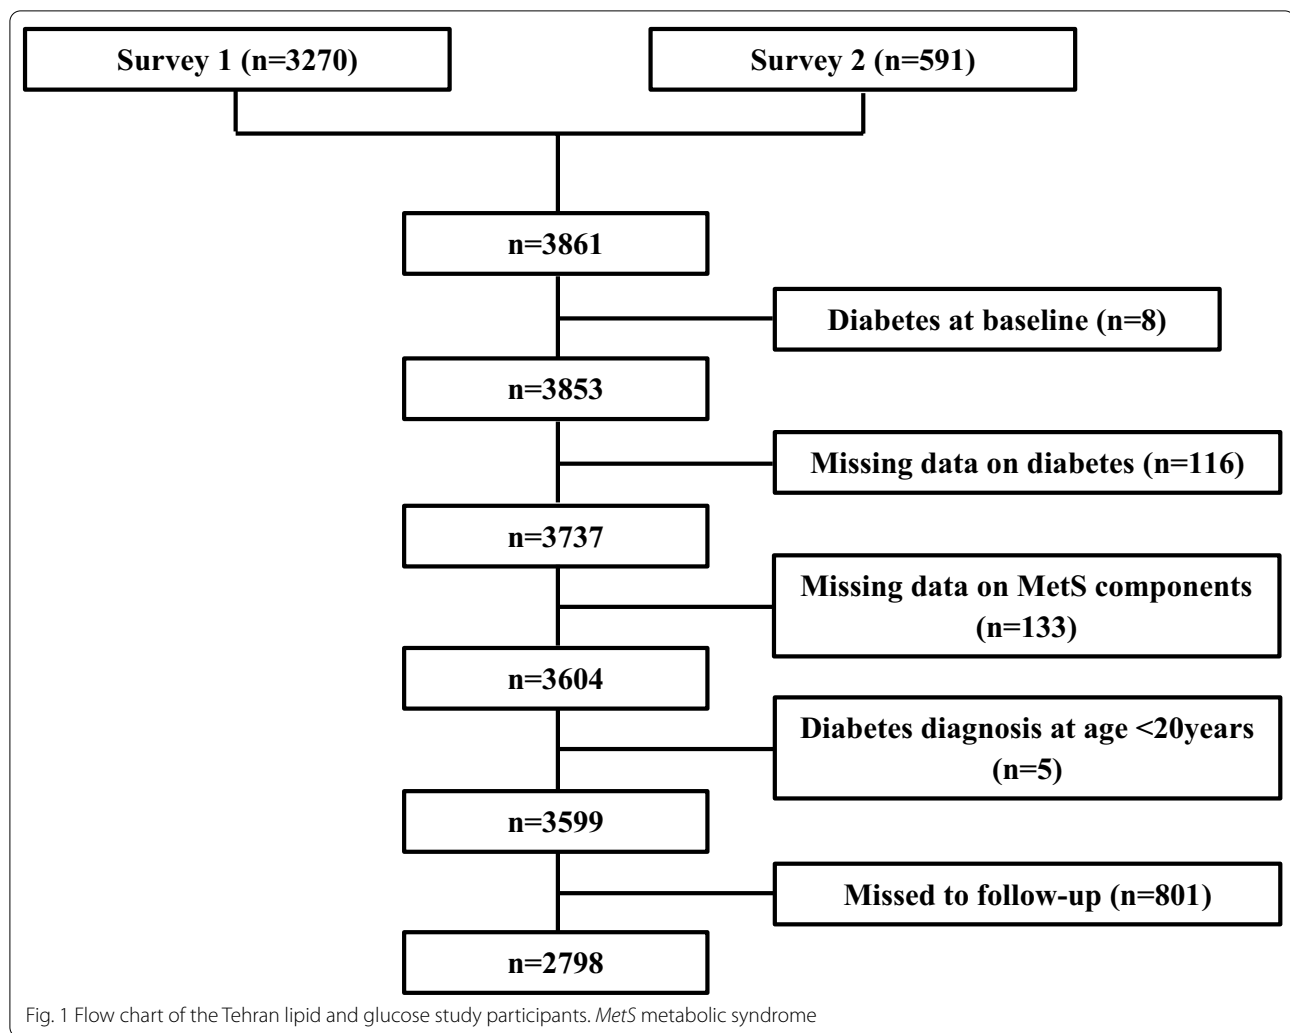 Survey 1 (n=3270)
Survey 2 (n=591)
n=3861
Diabetes at baseline (n=8)
n=3853
Missing data on diabetes (n=116)
n=3737
Missing data on MetS components
(n=133)
n=3604
Diabetes diagnosis at age <20years
(n=5)
n=3599
Missed to follow-up (n=801)
n=2798
Fig. 1 Flow chart of the Tehran lipid and glucose study participants. MetS metabolic syndrome